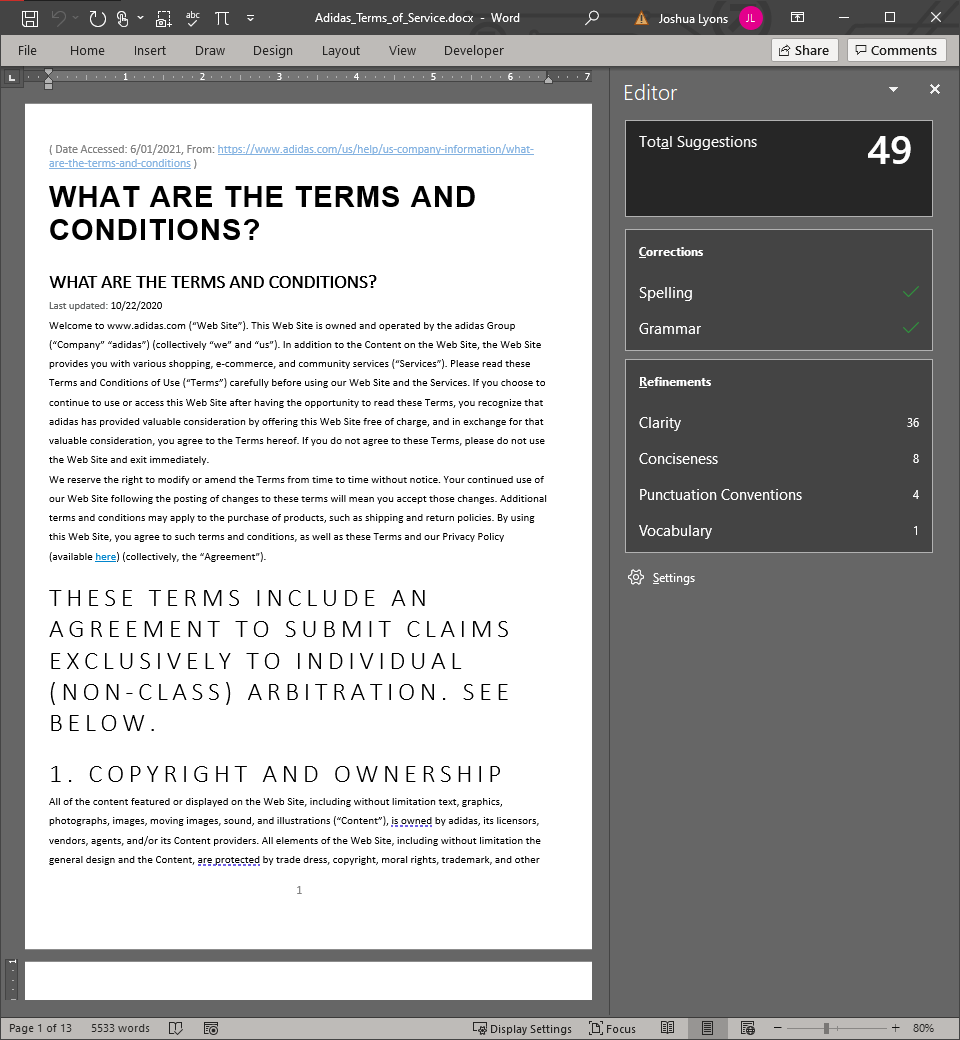 abc
Adidas_Terms_of_Service.docx - Word
Joshua Lyons
JL
File Home Insert Draw Design Layout View Developer
Share
Comments
L
1 2 3 4 5 6 7
( Date Accessed: 6/01/2021, From: https://www.adidas.com/us/help/us-company-information/what-
are-the-terms-and-conditions )
WHAT ARE THE TERMS AND
CONDITIONS?
WHAT ARE THE TERMS AND CONDITIONS?
Last updated: 10/22/2020
Welcome to www.adidas.com (“Web Site”). This Web Site is owned and operated by the adidas Group
(“Company” “adidas”) (collectively “we” and “us”). In addition to the Content on the Web Site, the Web Site
provides you with various shopping, e-commerce, and community services (“Services”). Please read these
Terms and Conditions of Use (“Terms”) carefully before using our Web Site and the Services. If you choose to
continue to use or access this Web Site after having the opportunity to read these Terms, you recognize that
adidas has provided valuable consideration by offering this Web Site free of charge, and in exchange for that
valuable consideration, you agree to the Terms hereof. If you do not agree to these Terms, please do not use
the Web Site and exit immediately.
We reserve the right to modify or amend the Terms from time to time without notice. Your continued use of
our Web Site following the posting of changes to these terms will mean you accept those changes. Additional
terms and conditions may apply to the purchase of products, such as shipping and return policies. By using
this Web Site, you agree to such terms and conditions, as well as these Terms and our Privacy Policy
(available here) (collectively, the “Agreement”).
THESE TERMS INCLUDE AN
AGREEMENT TO SUBMIT CLAIMS
EXCLUSIVELY TO INDIVIDUAL
(NON-CLASS) ARBITRATION. SEE
BELOW.
1. COPYRIGHT AND OWNERSHIP
All of the content featured or displayed on the Web Site, including without limitation text, graphics,
photographs, images, moving images, sound, and illustrations (“Content”), is owned by adidas, its licensors,
vendors, agents, and/or its Content providers. All elements of the Web Site, including without limitation the
general design and the Content, are protected by trade dress, copyright, moral rights, trademark, and other
1
1
Editor
Total Suggestions
49
Corrections
Spelling
Grammar
Refinements
Clarity 36
Conciseness 8
Punctuation Conventions 4
Vocabulary 1
Settings
Page 1 of 13 5533 words
Display Settings
Focus
80%